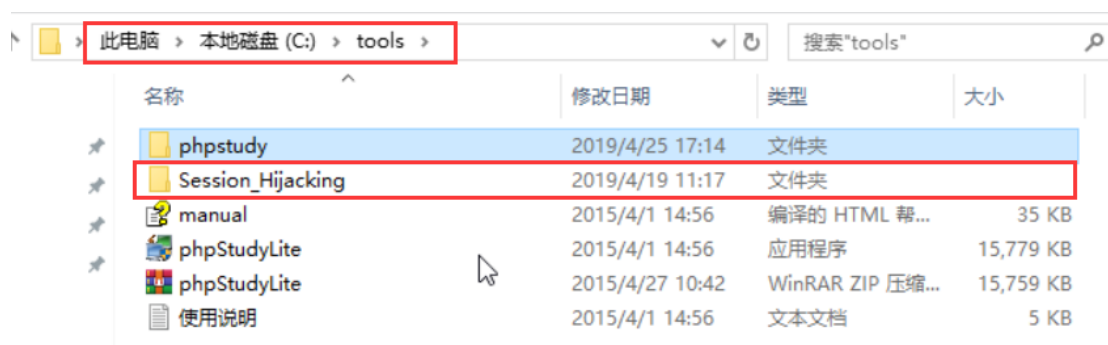 此电脑 › 本地磁盘 (C:) › tools › 搜索"tools"
名称 修改日期 类型 大小
phpstudy 2019/4/25 17:14 文件夹
Session_Hijacking 2019/4/19 11:17 文件夹
manual 2015/4/1 14:56 编译的 HTML 帮... 35 KB
phpStudyLite 2015/4/1 14:56 应用程序 15,779 KB
phpStudyLite 2015/4/27 10:42 WinRAR ZIP 压缩... 15,759 KB
使用说明 2015/4/1 14:56 文本文档 5 KB